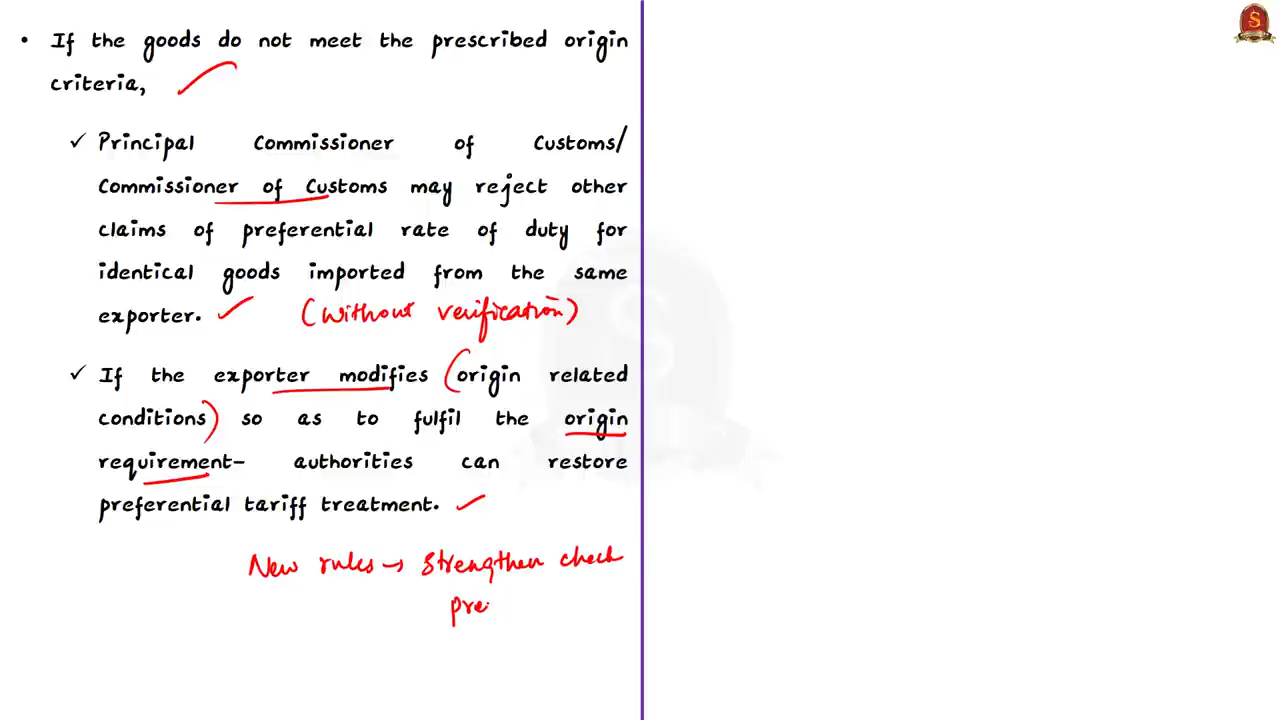 • If the goods do not meet the prescribed origin
criteria,
✓ Principal Commissioner of Customs/
Commissioner of Customs may reject other
claims of preferential rate of duty for
identical goods imported from the same
exporter. (without verification)
✓ If the exporter modifies (origin related
conditions) so as to fulfil the origin
requirement- authorities can restore
preferential tariff treatment.
New rules → strengthen check
pre
S